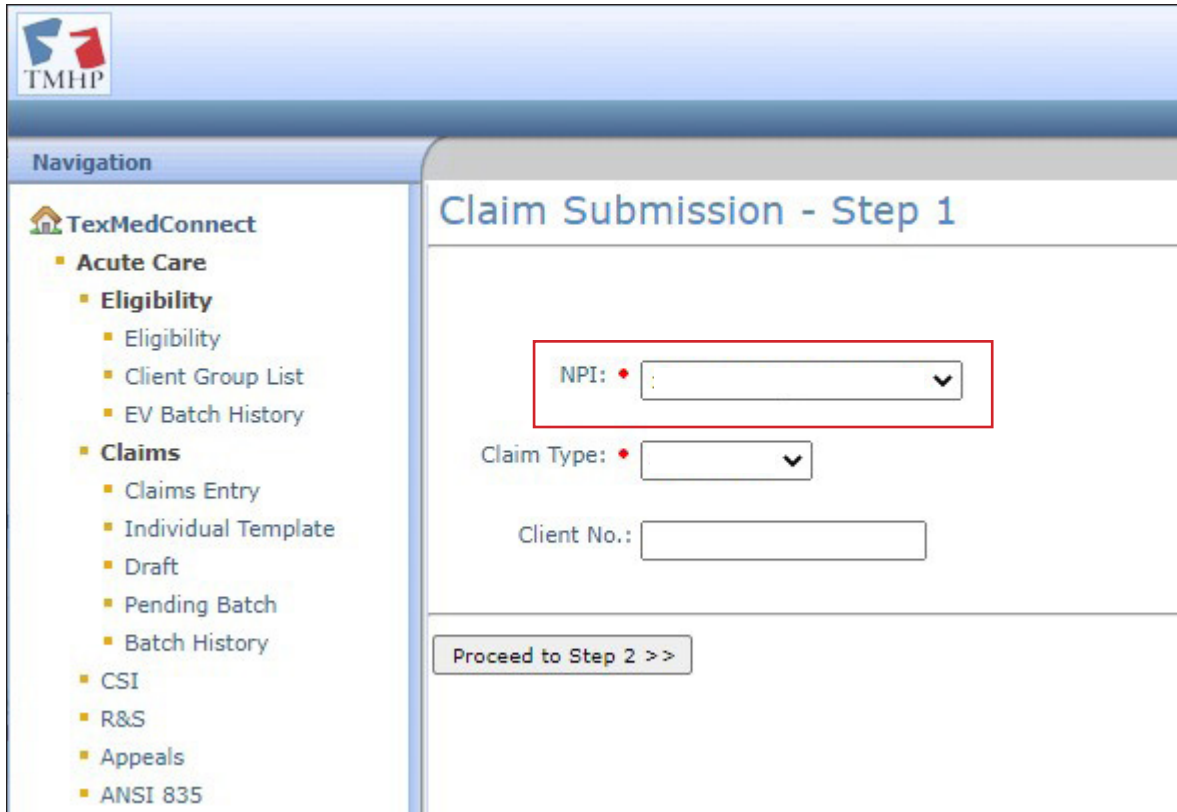 TMHP
Navigation
TexMedConnect
Acute Care
Eligibility
Eligibility
Client Group List
EV Batch History
Claims
Claims Entry
Individual Template
Draft
Pending Batch
Batch History
CSI
R&S
Appeals
ANSI 835
Claim Submission - Step 1
NPI:
Claim Type:
Client No.:
Proceed to Step 2 >>